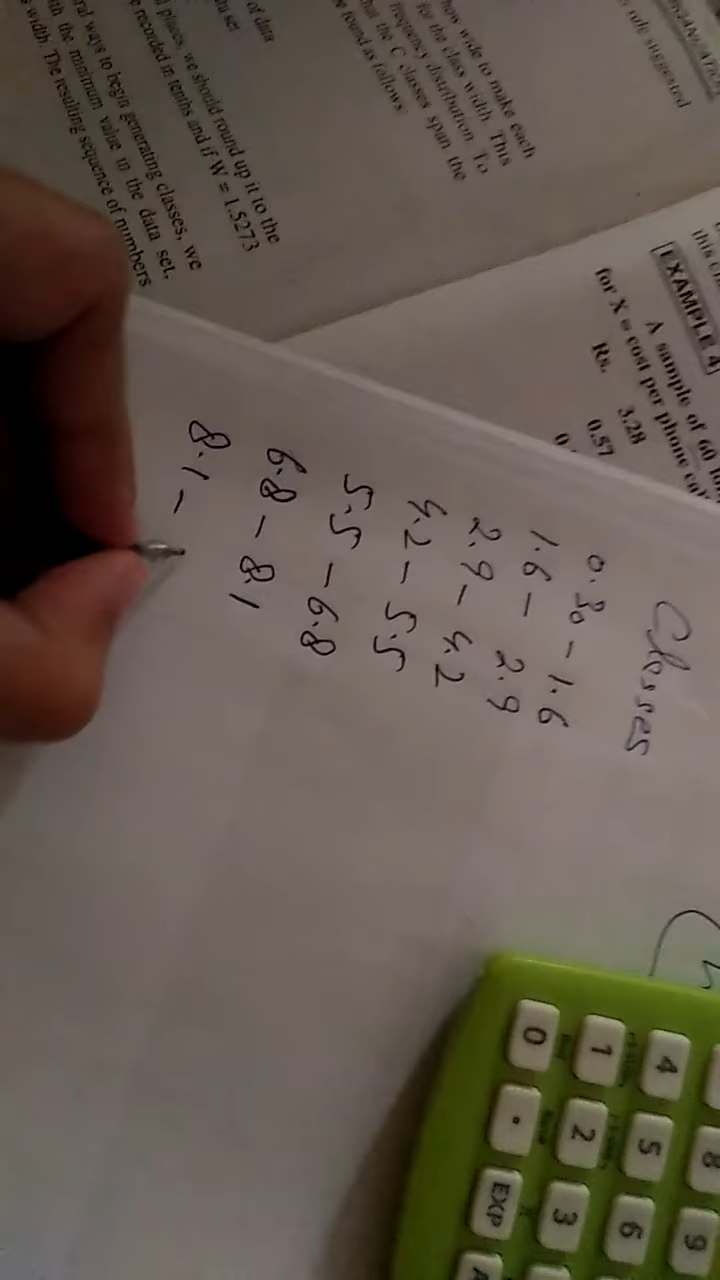 of data
places, we should round up it to the
recorded in tenths and if W = 1.5273
ways to begin generating classes, we
the minimum value in the data set.
width. The resulting sequence of numbers
rule suggested
how wide to make each
for the class width. This
frequency distribution. To
that the C classes span the
found as follows:
EXAMPLE 4
A sample of 60
for X = cost per phone
Rs. 3.28
0.57
Classes
0.30 - 1.6
1.6 - 2.9
2.9 - 4.2
4.2 - 5.5
5.5 - 6.8
6.8 - 8.1
8.1 -
4 5 6
8 9
1 2 3
0 . EXP